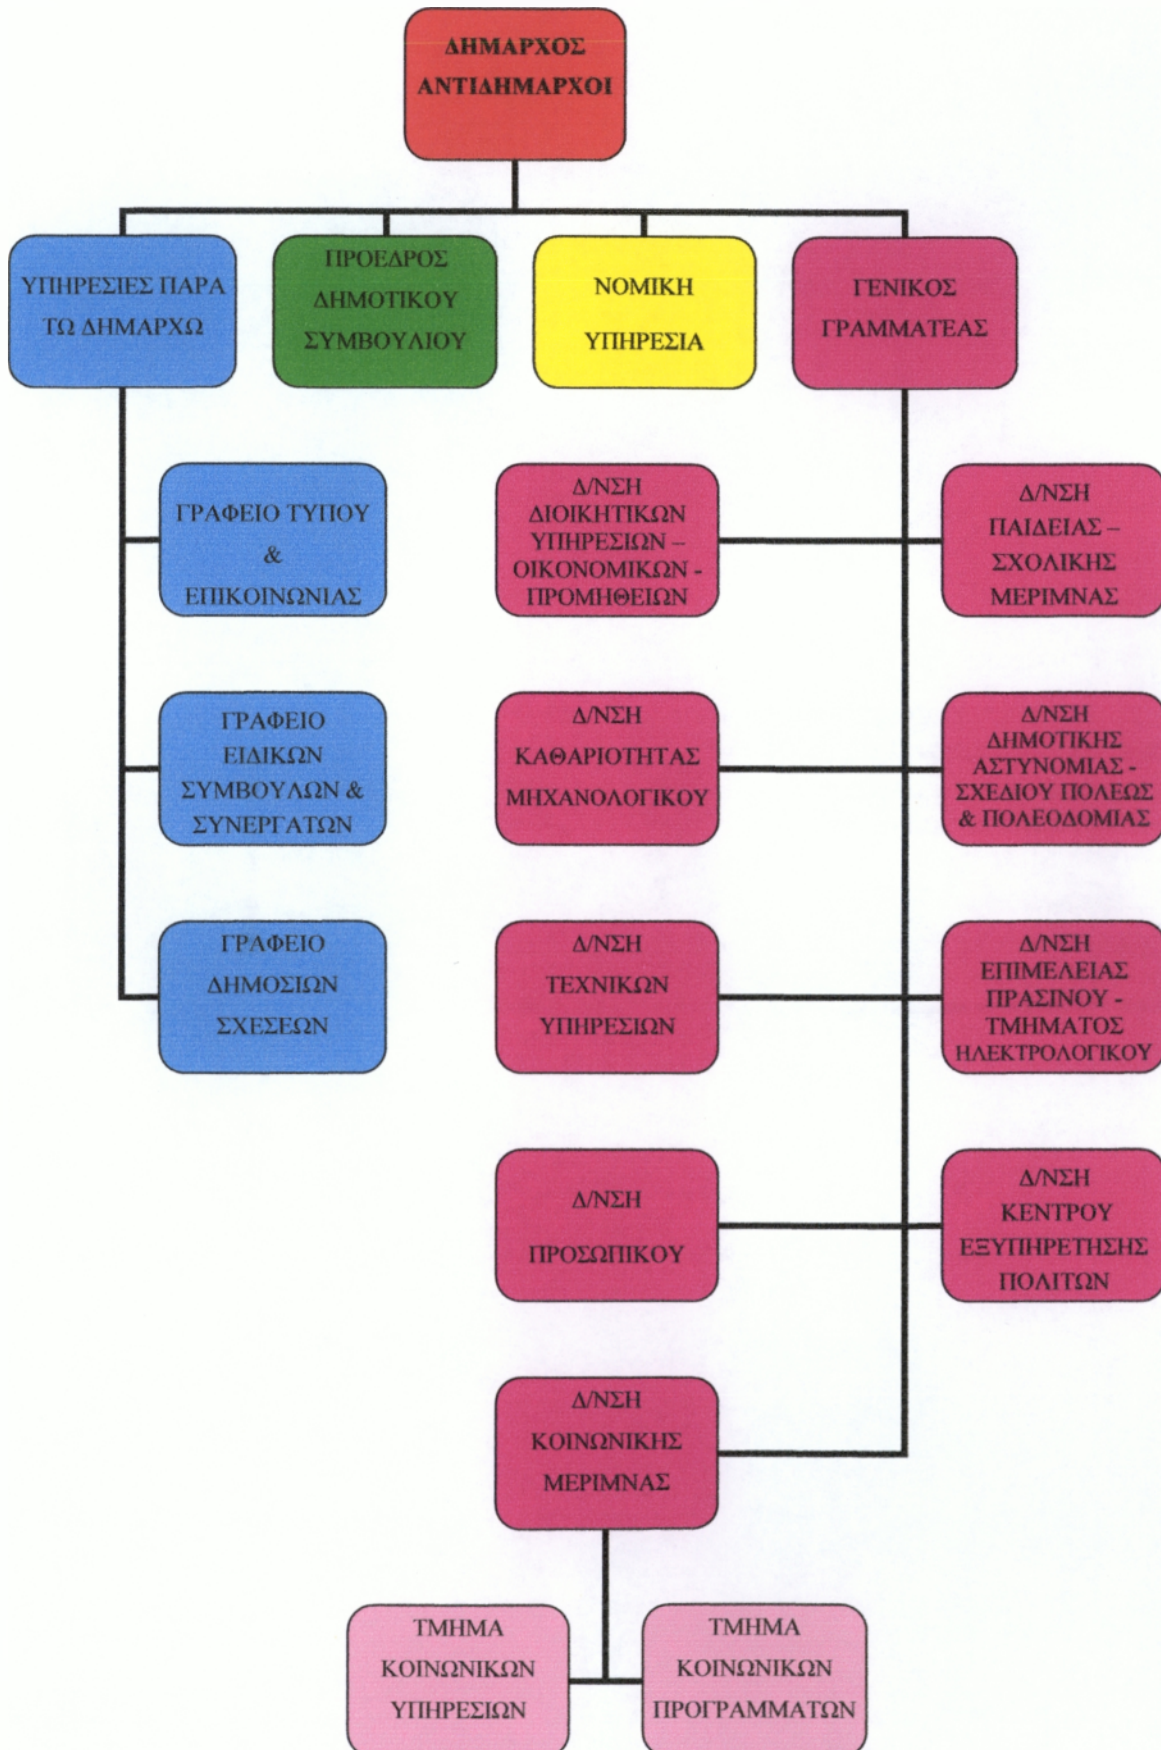 ΔΗΜΑΡΧΟΣ
ΑΝΤΙΔΗΜΑΡΧΟΙ
ΥΠΗΡΕΣΙΕΣ ΠΑΡΑ
ΤΩ ΔΗΜΑΡΧΩ
ΠΡΟΕΔΡΟΣ
ΔΗΜΟΤΙΚΟΥ
ΣΥΜΒΟΥΛΙΟΥ
ΝΟΜΙΚΗ
ΥΠΗΡΕΣΙΑ
ΓΕΝΙΚΟΣ
ΓΡΑΜΜΑΤΕΑΣ
ΓΡΑΦΕΙΟ ΤΥΠΟΥ
&
ΕΠΙΚΟΙΝΩΝΙΑΣ
Δ/ΝΣΗ
ΔΙΟΙΚΗΤΙΚΩΝ
ΥΠΗΡΕΣΙΩΝ –
ΟΙΚΟΝΟΜΙΚΩΝ -
ΠΡΟΜΗΘΕΙΩΝ
Δ/ΝΣΗ
ΠΑΙΔΕΙΑΣ –
ΣΧΟΛΙΚΗΣ
ΜΕΡΙΜΝΑΣ
ΓΡΑΦΕΙΟ
ΕΙΔΙΚΩΝ
ΣΥΜΒΟΥΛΩΝ &
ΣΥΝΕΡΓΑΤΩΝ
Δ/ΝΣΗ
ΚΑΘΑΡΙΟΤΗΤΑΣ
ΜΗΧΑΝΟΛΟΓΙΚΟΥ
Δ/ΝΣΗ
ΔΗΜΟΤΙΚΗΣ
ΑΣΤΥΝΟΜΙΑΣ -
ΣΧΕΔΙΟΥ ΠΟΛΕΩΣ
& ΠΟΛΕΟΔΟΜΙΑΣ
ΓΡΑΦΕΙΟ
ΔΗΜΟΣΙΩΝ
ΣΧΕΣΕΩΝ
Δ/ΝΣΗ
ΤΕΧΝΙΚΩΝ
ΥΠΗΡΕΣΙΩΝ
Δ/ΝΣΗ
ΕΠΙΜΕΛΕΙΑΣ
ΠΡΑΣΙΝΟΥ -
ΤΜΗΜΑΤΟΣ
ΗΛΕΚΤΡΟΛΟΓΙΚΟΥ
Δ/ΝΣΗ
ΠΡΟΣΩΠΙΚΟΥ
Δ/ΝΣΗ
ΚΕΝΤΡΟΥ
ΕΞΥΠΗΡΕΤΗΣΗΣ
ΠΟΛΙΤΩΝ
Δ/ΝΣΗ
ΚΟΙΝΩΝΙΚΗΣ
ΜΕΡΙΜΝΑΣ
ΤΜΗΜΑ
ΚΟΙΝΩΝΙΚΩΝ
ΥΠΗΡΕΣΙΩΝ
ΤΜΗΜΑ
ΚΟΙΝΩΝΙΚΩΝ
ΠΡΟΓΡΑΜΜΑΤΩΝ